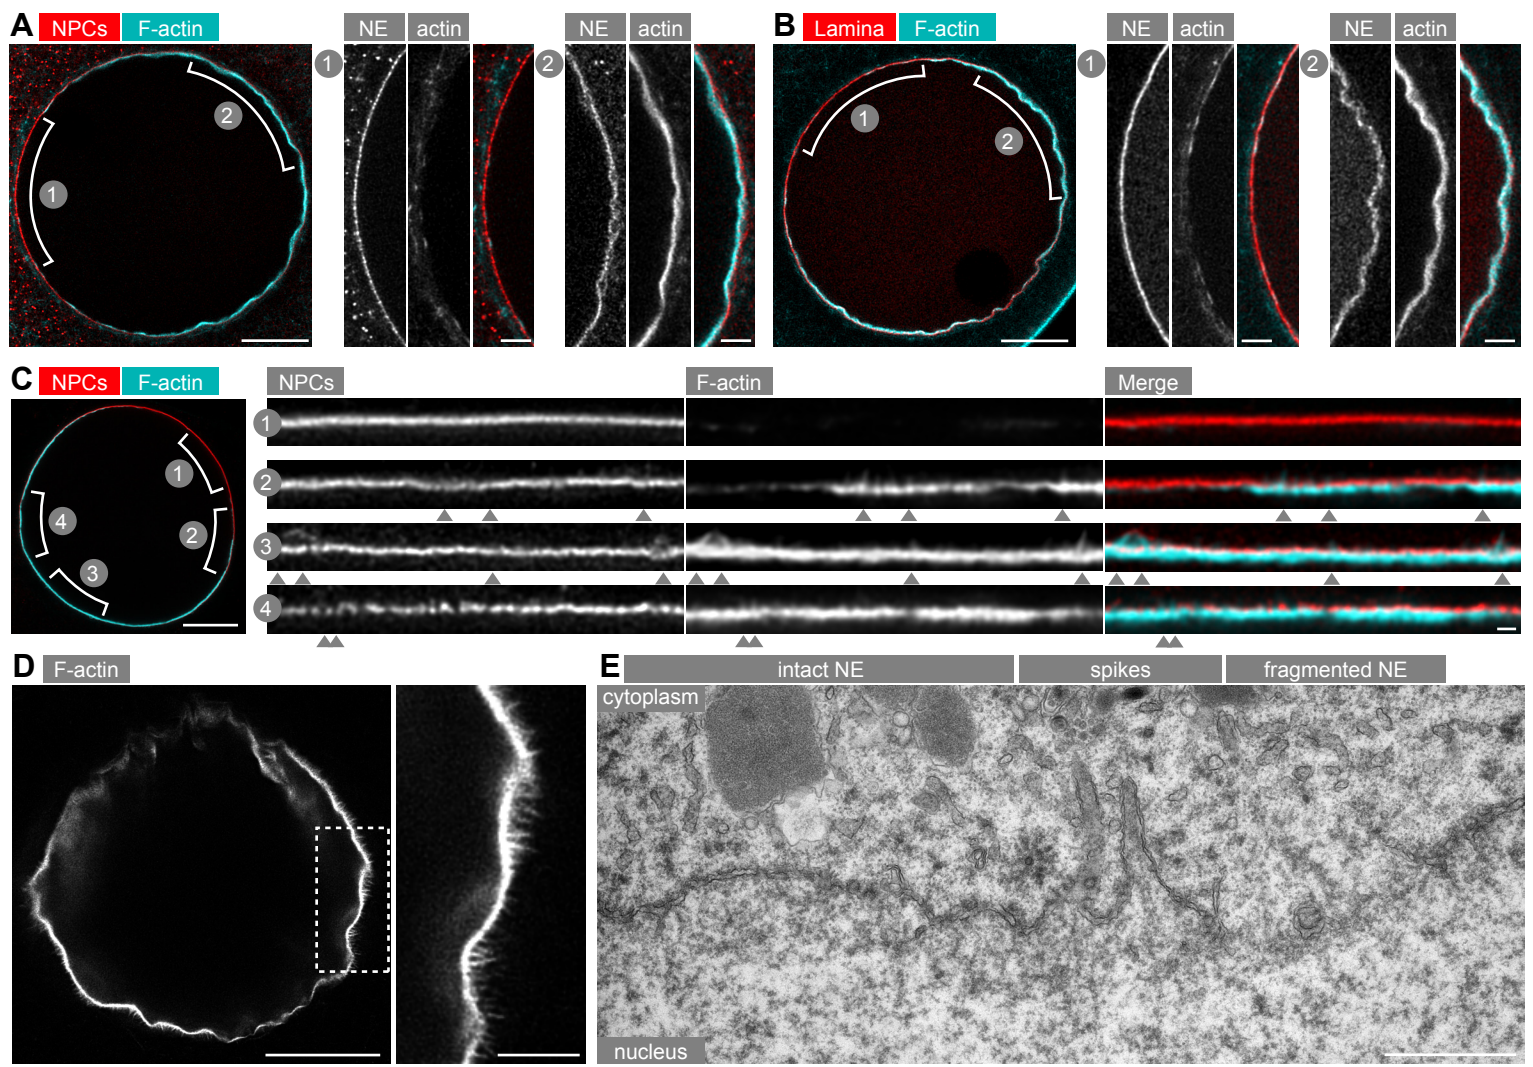 A NPCs F-actin
1 NE actin
2 NE actin
1
2
B Lamina F-actin
1 NE actin
2 NE actin
1
2
C NPCs F-actin
1
2
3
4
NPCs F-actin Merge
1
2
3
4
D F-actin
E intact NE spikes fragmented NE
cytoplasm
nucleus